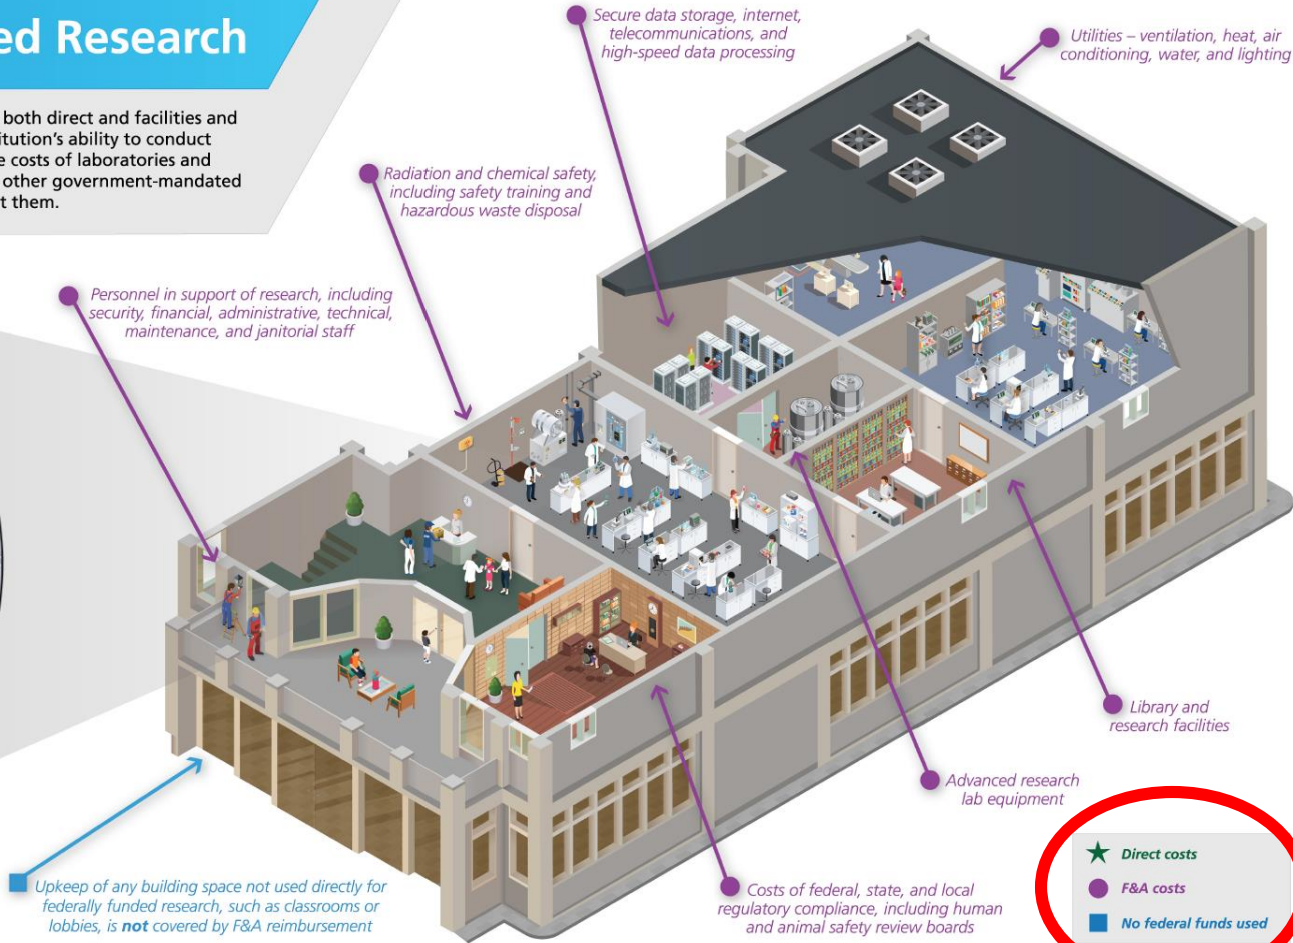 ed Research
both direct and facilities and
titution's ability to conduct
e costs of laboratories and
other government-mandated
t them.
Secure data storage, internet,
telecommunications, and
high-speed data processing
Utilities – ventilation, heat, air
conditioning, water, and lighting
Radiation and chemical safety,
including safety training and
hazardous waste disposal
Personnel in support of research, including
security, financial, administrative, technical,
maintenance, and janitorial staff
Library and
research facilities
Advanced research
lab equipment
Costs of federal, state, and local
regulatory compliance, including human
and animal safety review boards
Upkeep of any building space not used directly for
federally funded research, such as classrooms or
lobbies, is not covered by F&A reimbursement
Direct costs
F&A costs
No federal funds used